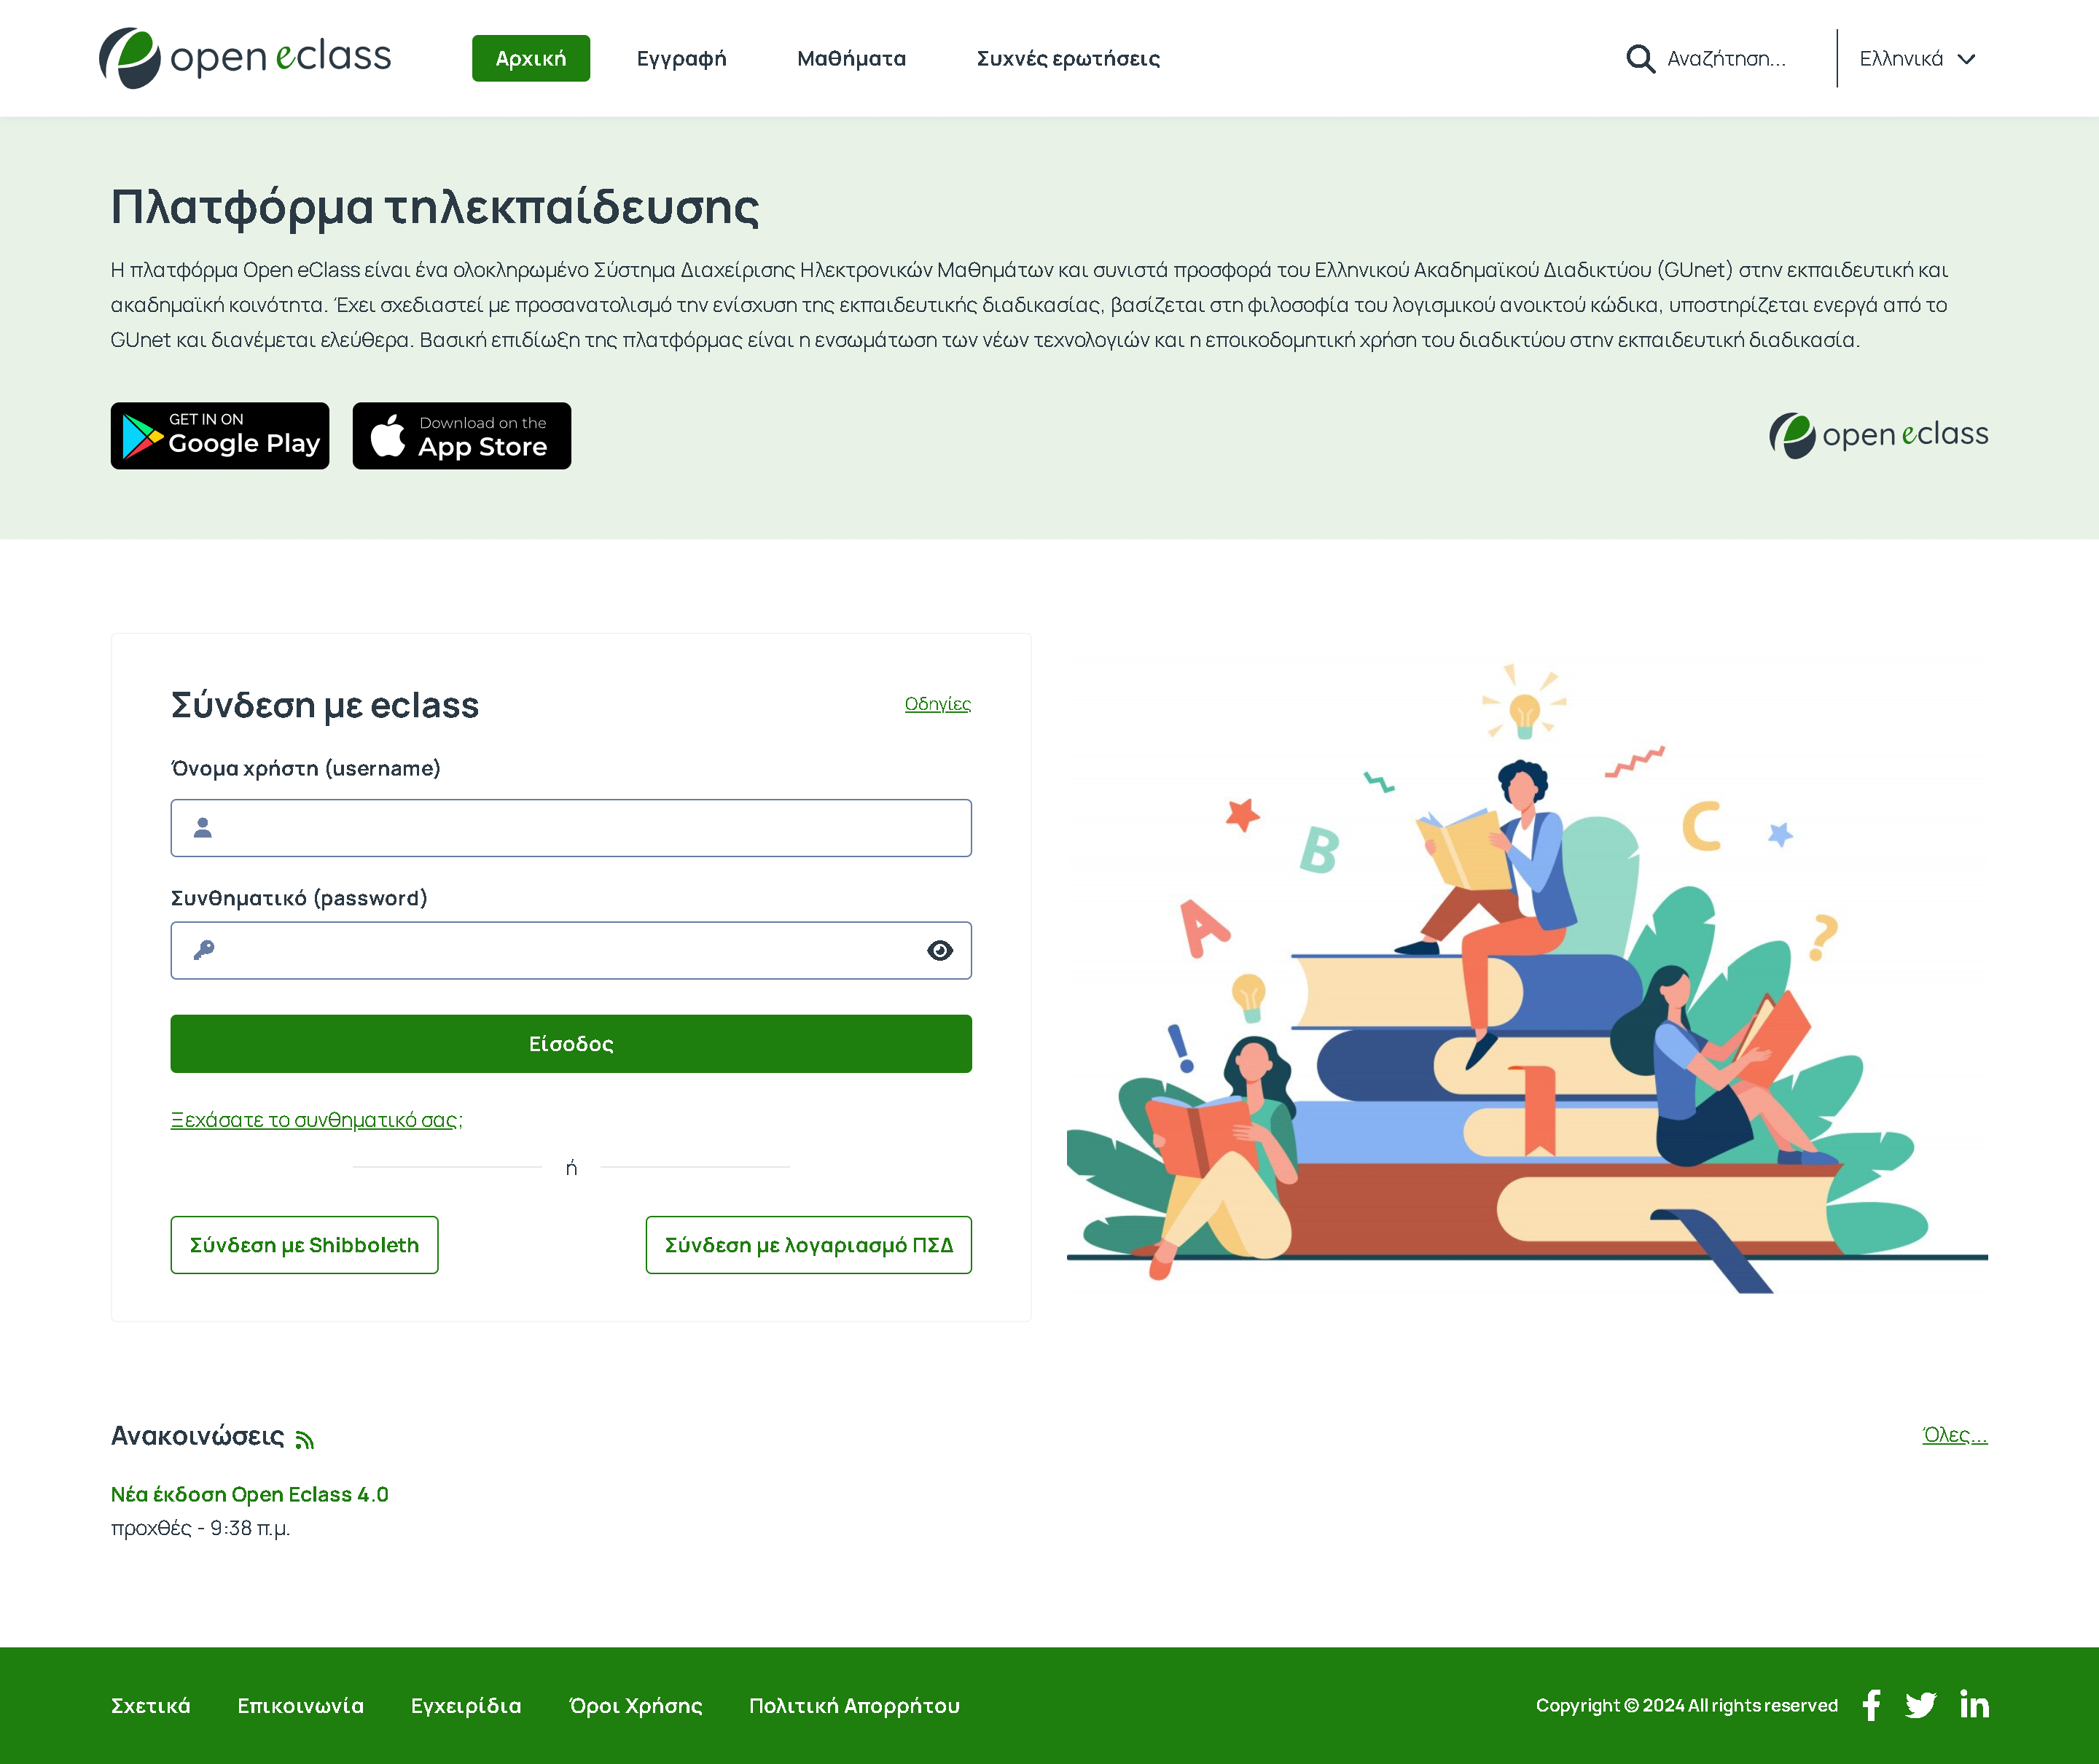 open eclass
Αρχική
Εγγραφή
Μαθήματα
Συχνές ερωτήσεις
Αναζήτηση...
Ελληνικά
Πλατφόρμα τηλεκπαίδευσης
Η πλατφόρμα Open eClass είναι ένα ολοκληρωμένο Σύστημα Διαχείρισης Ηλεκτρονικών Μαθημάτων και συνιστά προσφορά του Ελληνικού Ακαδημαϊκού Διαδικτύου (GUnet) στην εκπαιδευτική και
ακαδημαϊκή κοινότητα. Έχει σχεδιαστεί με προσανατολισμό την ενίσχυση της εκπαιδευτικής διαδικασίας, βασίζεται στη φιλοσοφία του λογισμικού ανοικτού κώδικα, υποστηρίζεται ενεργά από το
GUnet και διανέμεται ελεύθερα. Βασική επιδίωξη της πλατφόρμας είναι η ενσωμάτωση των νέων τεχνολογιών και η εποικοδομητική χρήση του διαδικτύου στην εκπαιδευτική διαδικασία.
GET IN ON
Google Play
Download on the
App Store
open eclass
Σύνδεση με eclass
Οδηγίες
Όνομα χρήστη (username)
Συνθηματικό (password)
Είσοδος
Ξεχάσατε το συνθηματικό σας;
ή
Σύνδεση με Shibboleth
Σύνδεση με λογαριασμό ΠΣΔ
A
B
C
?
!
Ανακοινώσεις
Όλες...
Νέα έκδοση Open Eclass 4.0
προχθές - 9:38 π.μ.
Σχετικά
Επικοινωνία
Εγχειρίδια
Όροι Χρήσης
Πολιτική Απορρήτου
Copyright © 2024 All rights reserved